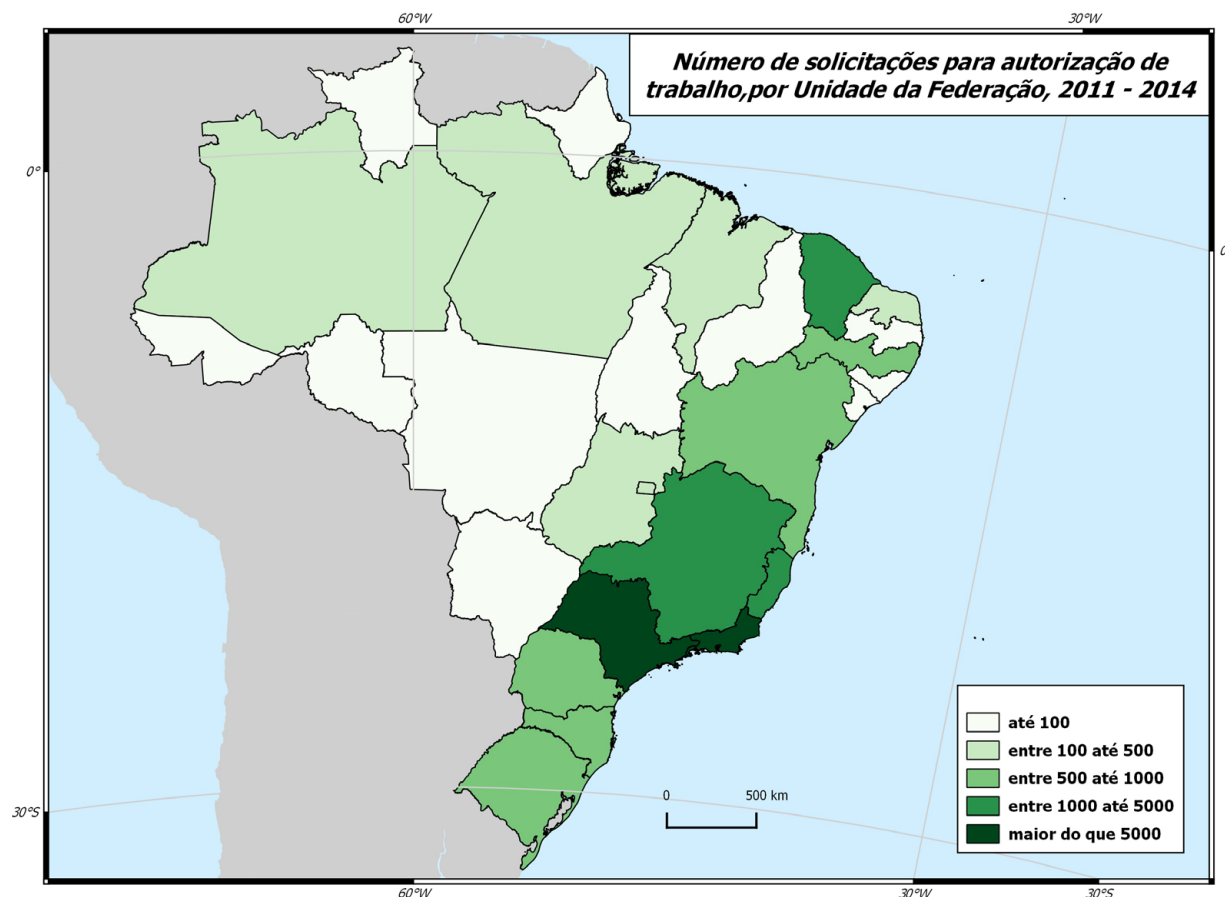 60°W
30°W
Número de solicitações para autorização de
trabalho,por Unidade da Federação, 2011 - 2014
0°
0
até 100
entre 100 até 500
entre 500 até 1000
entre 1000 até 5000
maior do que 5000
0 500 km
30°S
60°W
30°W
30°S